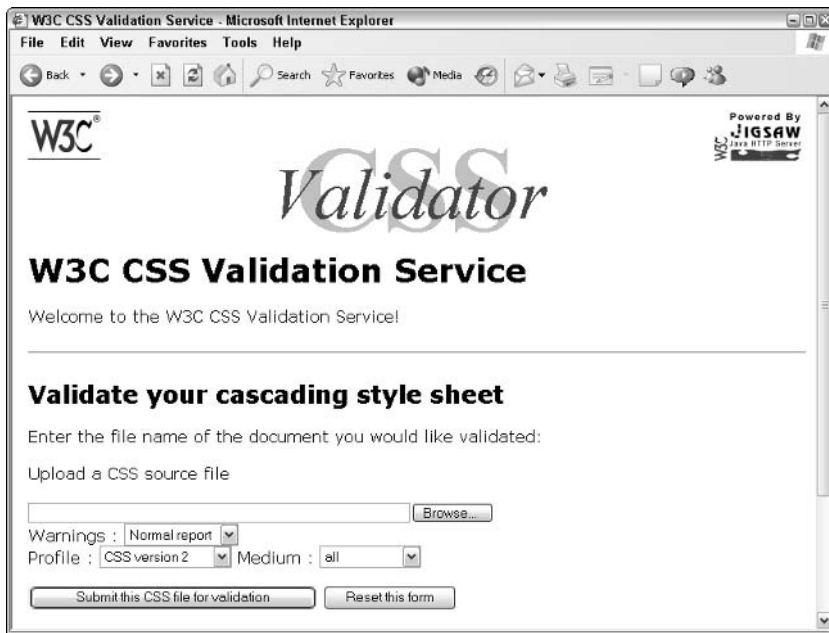 W3C CSS Validation Service - Microsoft Internet Explorer
File Edit View Favorites Tools Help
Back Search Favorites Media
W3C®
CSS
Validator
Powered By
JIGSAW
Java HTTP Server
W3C
W3C CSS Validation Service
Welcome to the W3C CSS Validation Service!
Validate your cascading style sheet
Enter the file name of the document you would like validated:
Upload a CSS source file
Browse...
Warnings : Normal report
Profile : CSS version 2 Medium : all
Submit this CSS file for validation Reset this form